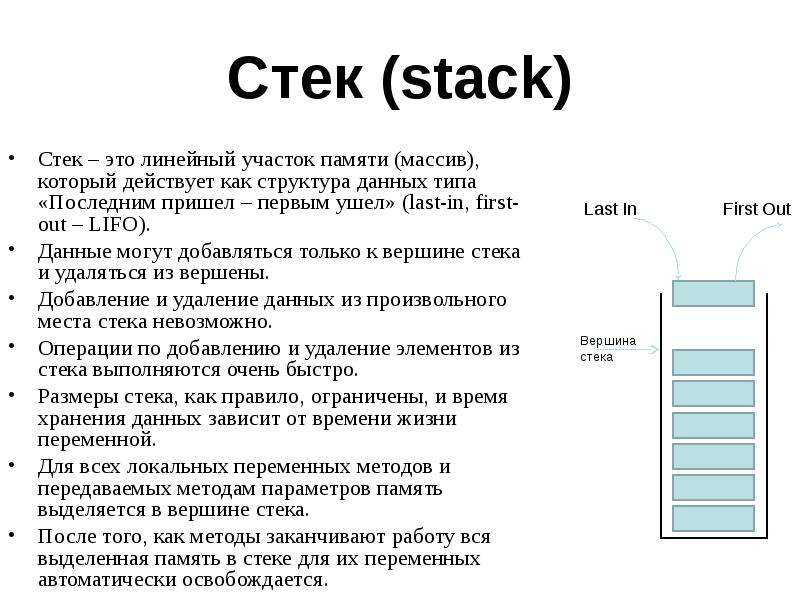 Стек (stack)
• Стек – это линейный участок памяти (массив),
который действует как структура данных типа
«Последним пришел – первым ушел» (last-in, first-
out – LIFO).
• Данные могут добавляться только к вершине стека
и удаляться из вершены.
• Добавление и удаление данных из произвольного
места стека невозможно.
• Операции по добавлению и удаление элементов из
стека выполняются очень быстро.
• Размеры стека, как правило, ограничены, и время
хранения данных зависит от времени жизни
переменной.
• Для всех локальных переменных методов и
передаваемых методам параметров память
выделяется в вершине стека.
• После того, как методы заканчивают работу вся
выделенная память в стеке для их переменных
автоматически освобождается.
Last In
First Out
Вершина
стека